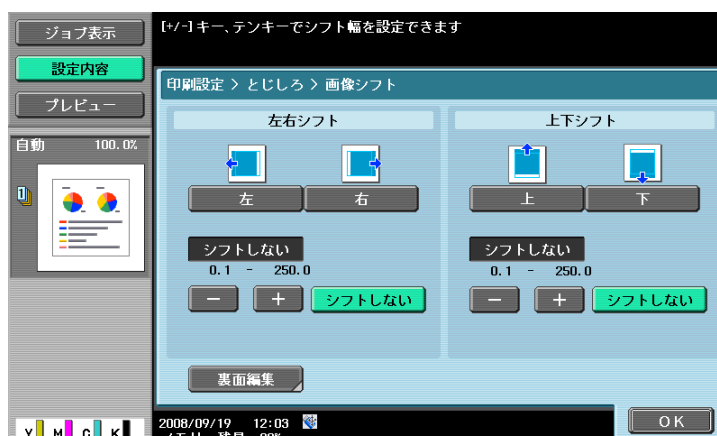 ジョブ表示
設定内容
プレビュー
自動 100.0%
[+/-]キー、テンキーでシフト幅を設定できます
印刷設定 > とじしろ > 画像シフト
左右シフト
左 右
シフトしない
0.1 - 250.0
- + シフトしない
上下シフト
上 下
シフトしない
0.1 - 250.0
- + シフトしない
裏面編集
Y M C K
2008/09/19 12:03
OK